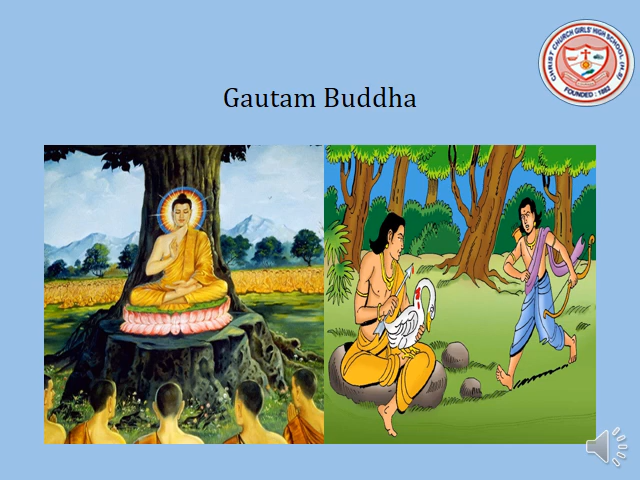 Gautam Buddha
CHRIST CHURCH GIRLS' HIGH SCHOOL (H.S)
FOUNDED : 1882